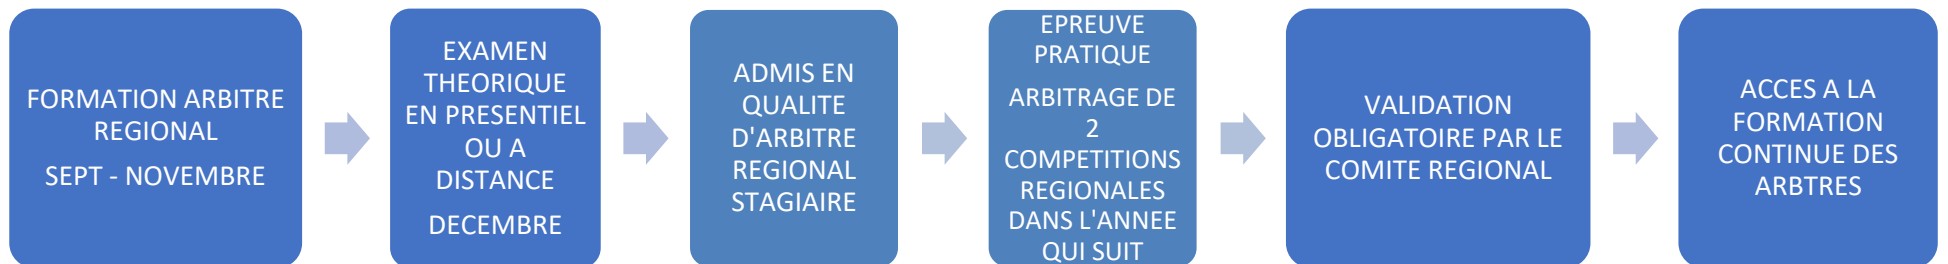 FORMATION ARBITRE
REGIONAL
SEPT - NOVEMBRE
EXAMEN
THEORIQUE
EN PRESENTIEL
OU A
DISTANCE
DECEMBRE
ADMIS EN
QUALITE
D'ARBITRE
REGIONAL
STAGIAIRE
EPREUVE
PRATIQUE
ARBITRAGE DE
2
COMPETITIONS
REGIONALES
DANS L'ANNEE
QUI SUIT
VALIDATION
OBLIGATOIRE PAR LE
COMITE REGIONAL
ACCES A LA
FORMATION
CONTINUE DES
ARBTRES